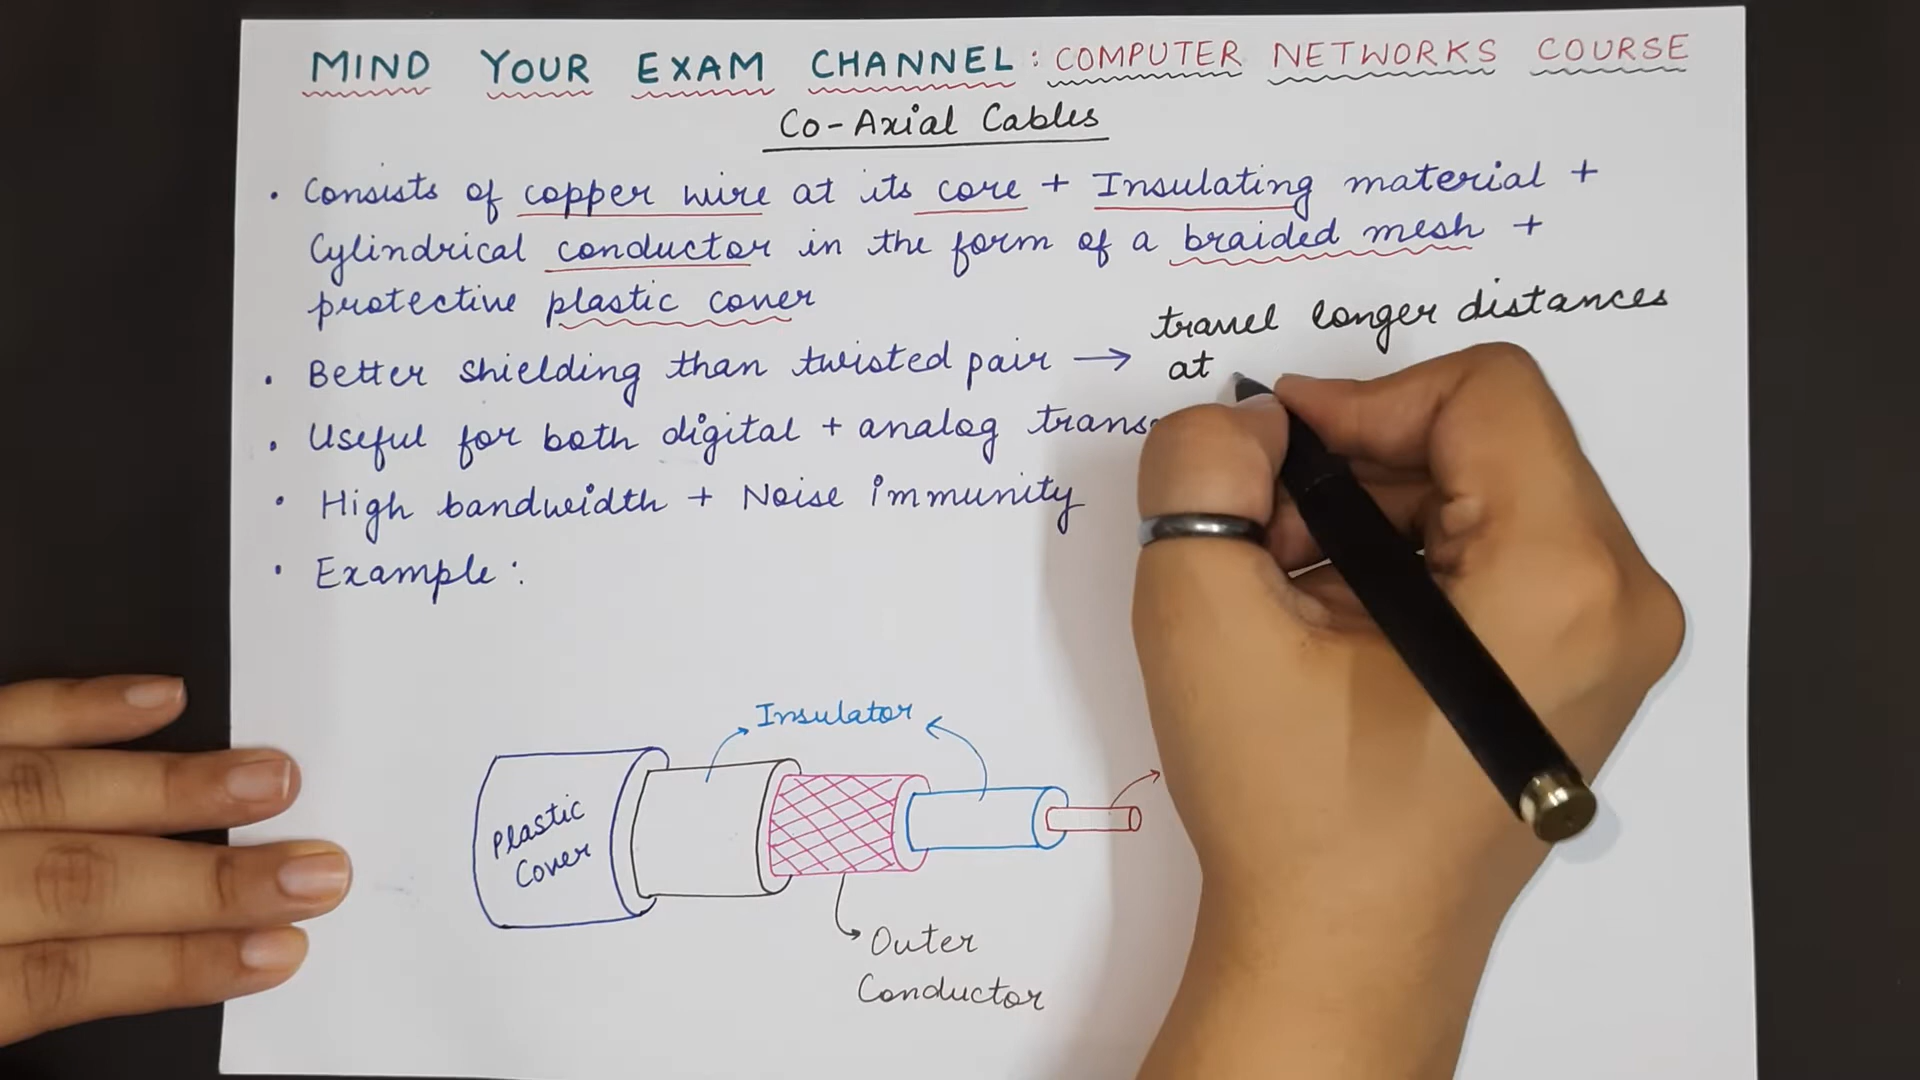 MIND YOUR EXAM CHANNEL : COMPUTER NETWORKS COURSE
Co-Axial Cables
• Consists of copper wire at its core + Insulating material +
Cylindrical conductor in the form of a braided mesh +
protective plastic cover
• Better shielding than twisted pair → travel longer distances
at
• Useful for both digital + analog trans
• High bandwidth + Noise immunity
• Example :
Insulator
Plastic
Cover
Outer
Conductor